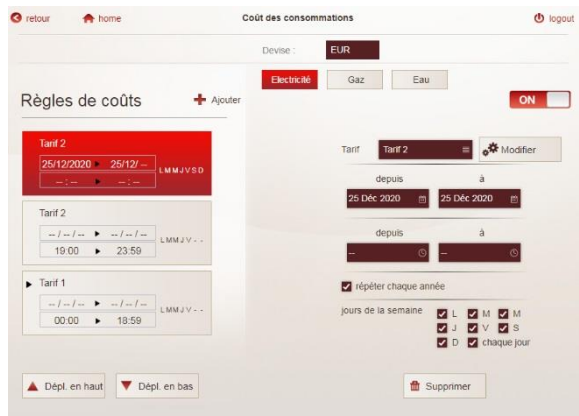 retour
home
Coût des consommations
logout
Devise :
EUR
Electricité
Gaz
Eau
Règles de coûts
Ajouter
ON
Tarif 2
25/12/2020 ▶ 25/12/ --
-- : -- ▶ -- : --
L M M J V S D
Tarif 2
-- / -- / -- ▶ -- / -- / --
19:00 ▶ 23:59
L M M J V - -
Tarif 1
-- / -- / -- ▶ -- / -- / --
00:00 ▶ 18:59
L M M J V - -
Dépl. en haut
Dépl. en bas
Tarif
Tarif 2
Modifier
depuis
à
25 Déc 2020
25 Déc 2020
depuis
à
--
--
répéter chaque année
jours de la semaine
L M M
J V S
D chaque jour
Supprimer